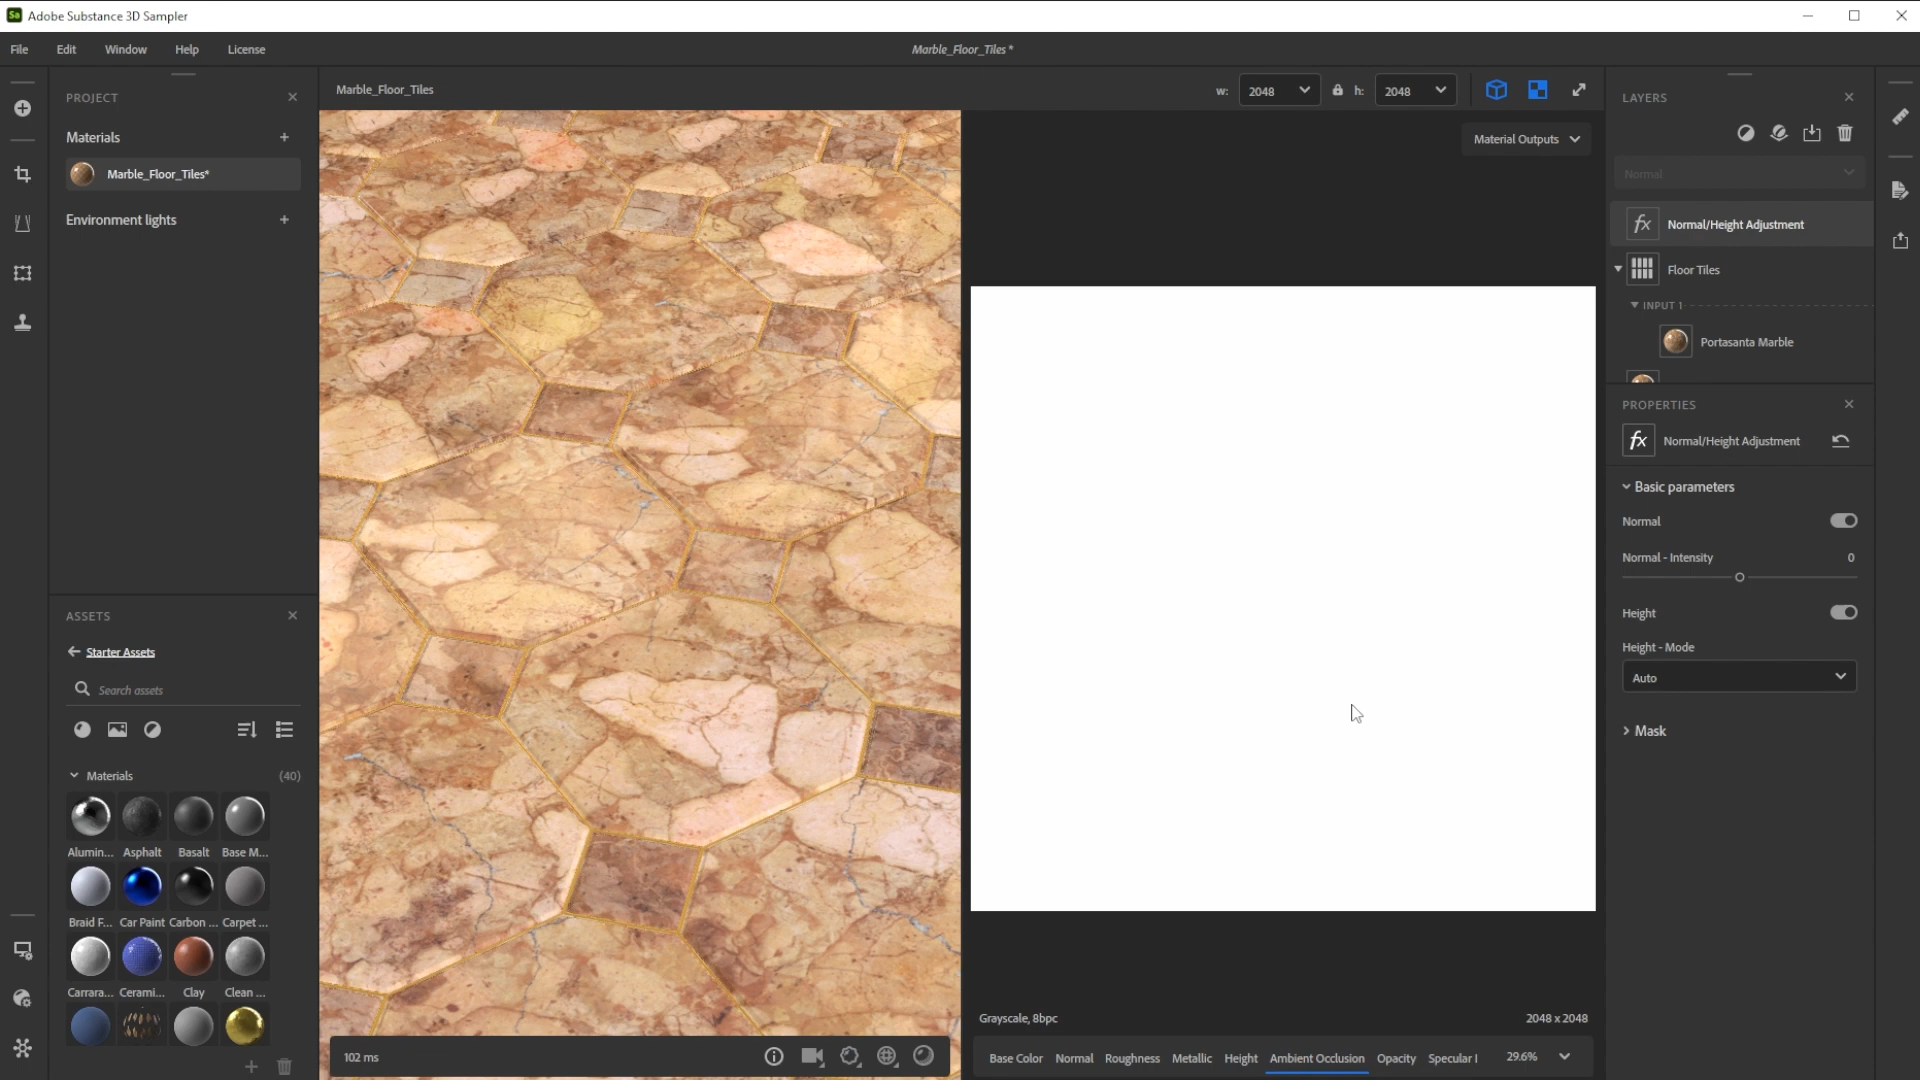 Sa Adobe Substance 3D Sampler
File Edit Window Help License
Marble_Floor_Tiles *
PROJECT
Materials
Marble_Floor_Tiles*
Environment lights
ASSETS
Starter Assets
Search assets
Materials (40)
Alumin... Asphalt Basalt Base M...
Braid F... Car Paint Carbon ... Carpet ...
Carrara... Cerami... Clay Clean ...
Marble_Floor_Tiles
w: 2048 h: 2048
Material Outputs
102 ms
Grayscale, 8bpc 2048 x 2048
Base Color Normal Roughness Metallic Height Ambient Occlusion Opacity Specular l 29.6%
LAYERS
Normal
fx Normal/Height Adjustment
Floor Tiles
INPUT 1
Portasanta Marble
PROPERTIES
fx Normal/Height Adjustment
Basic parameters
Normal
Normal - Intensity 0
Height
Height - Mode
Auto
Mask